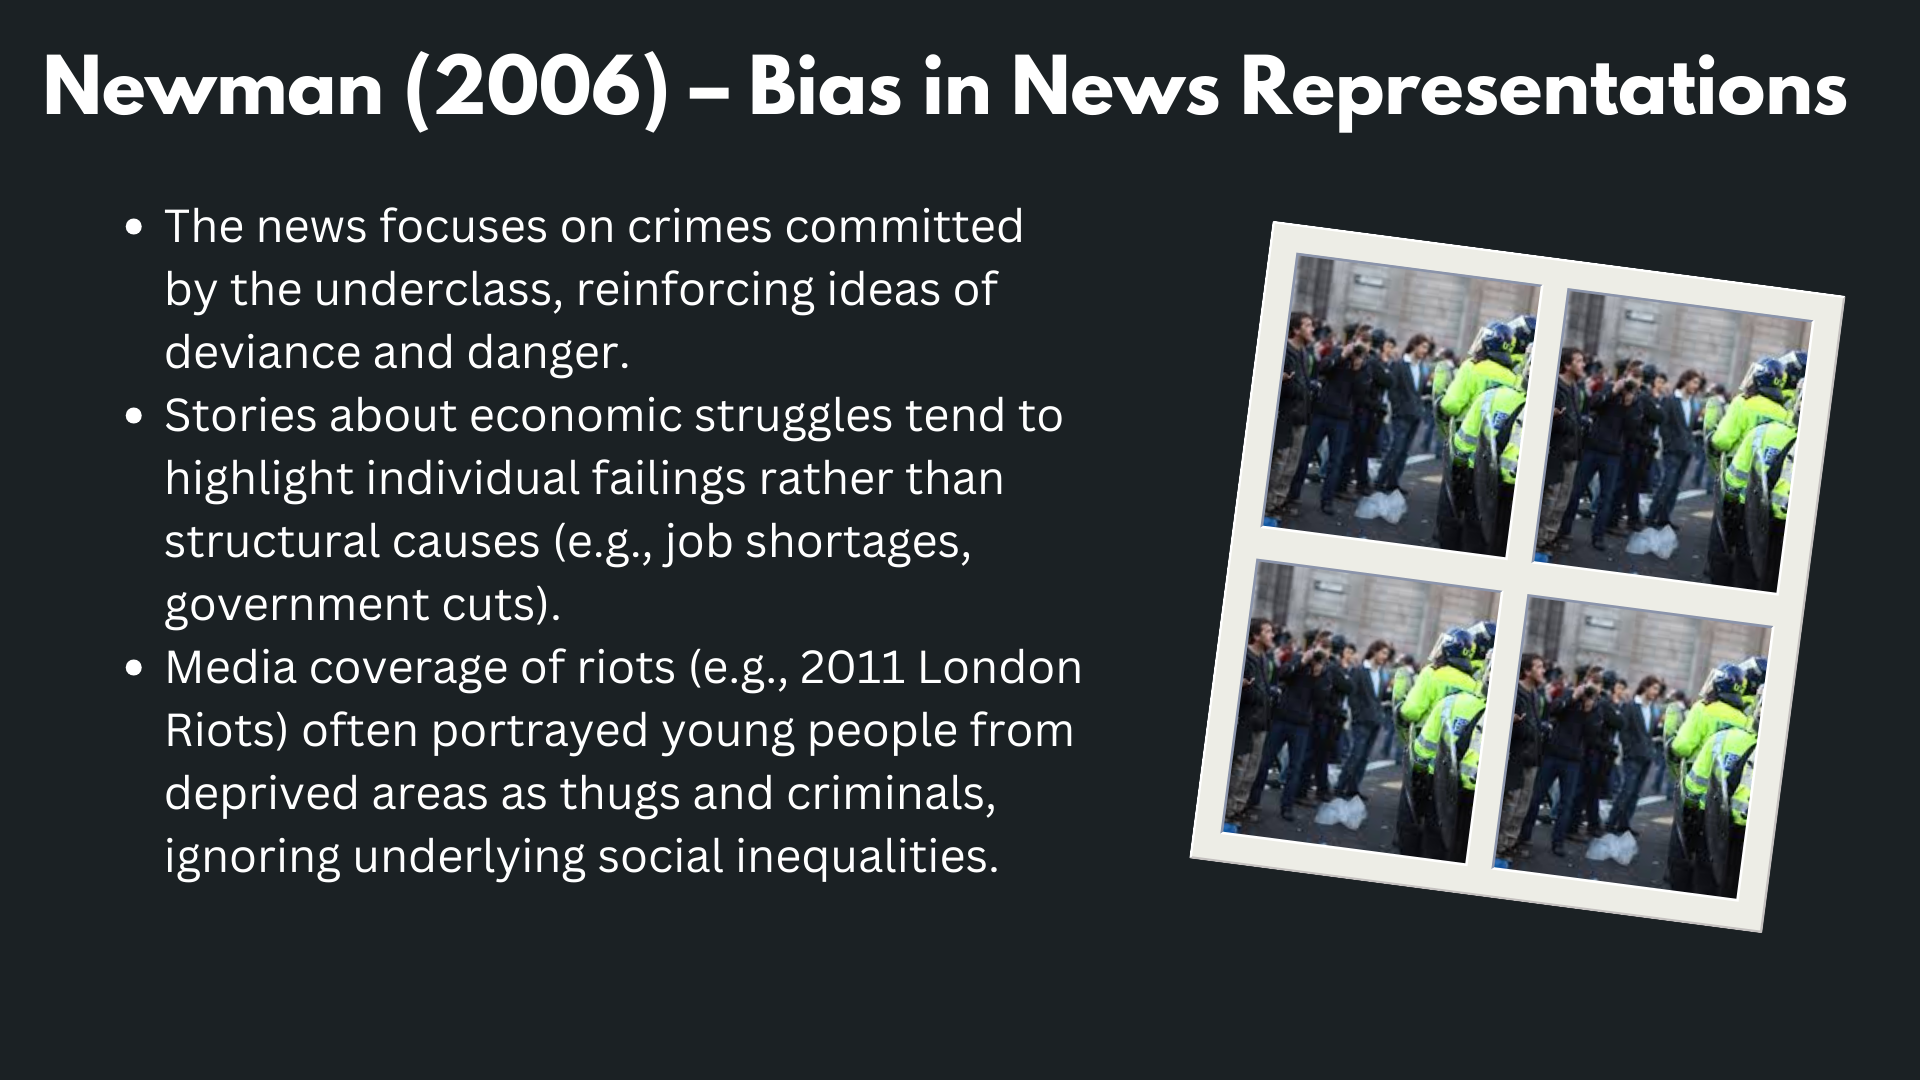 Newman (2006) – Bias in News Representations
• The news focuses on crimes committed
by the underclass, reinforcing ideas of
deviance and danger.
• Stories about economic struggles tend to
highlight individual failings rather than
structural causes (e.g., job shortages,
government cuts).
• Media coverage of riots (e.g., 2011 London
Riots) often portrayed young people from
deprived areas as thugs and criminals,
ignoring underlying social inequalities.